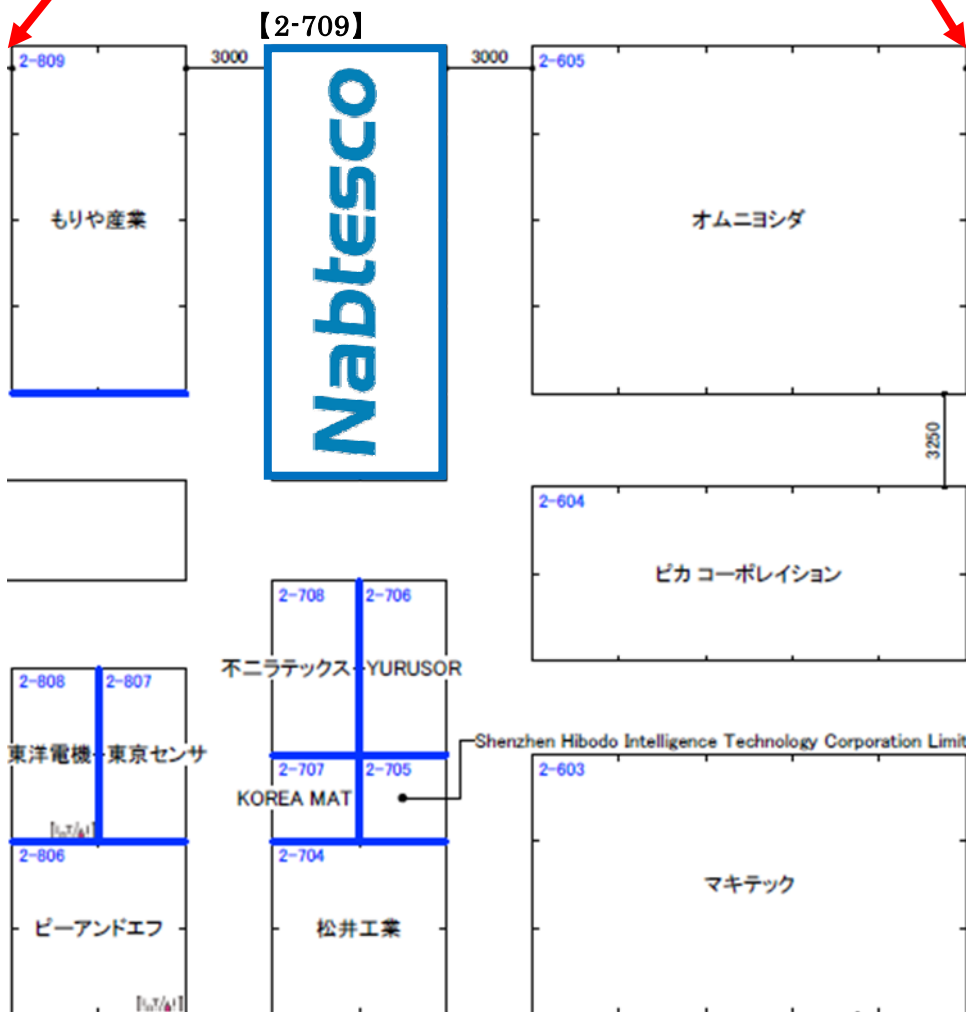 【2-709】
2-809
3000
3000
2-605
もりや産業
Nabtesco
オムニヨシダ
3250
2-604
ピカ コーポレイション
2-708
2-706
不二ラテックス
YURUSOR
2-808
2-807
東洋電機
東京センサ
Shenzhen Hibodo Intelligence Technology Corporation Limit
2-707
2-705
2-603
KOREA MAT
2-806
2-704
マキテック
ピーアンドエフ
松井工業